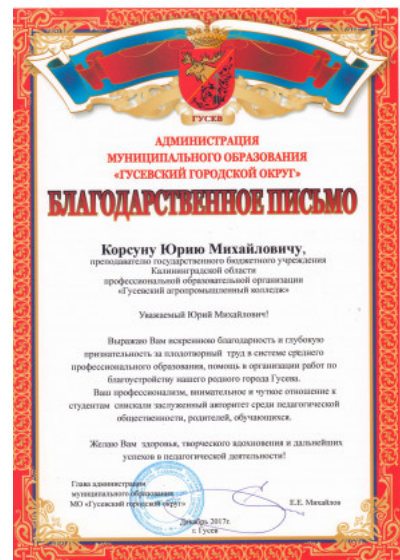 ГУСЕВ
АДМИНИСТРАЦИЯ
МУНИЦИПАЛЬНОГО ОБРАЗОВАНИЯ
«ГУСЕВСКИЙ ГОРОДСКОЙ ОКРУГ»
БЛАГОДАРСТВЕННОЕ ПИСЬМО
Корсуну Юрию Михайловичу,
преподавателю государственного бюджетного учреждения
Калининградской области
профессиональной образовательной организации
«Гусевский агропромышленный колледж»
Уважаемый Юрий Михайлович!
Выражаю Вам искреннюю благодарность и глубокую
признательность за плодотворный труд в системе среднего
профессионального образования, помощь в организации работ по
благоустройству нашего родного города Гусева.
Ваш профессионализм, внимательное и чуткое отношение к
студентам снискали заслуженный авторитет среди педагогической
общественности, родителей, обучающихся.
Желаю Вам здоровья, творческого вдохновения и дальнейших
успехов в педагогической деятельности!
Глава администрации
муниципального образования
МО «Гусевский городской округ»
Е.Е. Михайлов
Декабрь 2017г.
г. Гусев